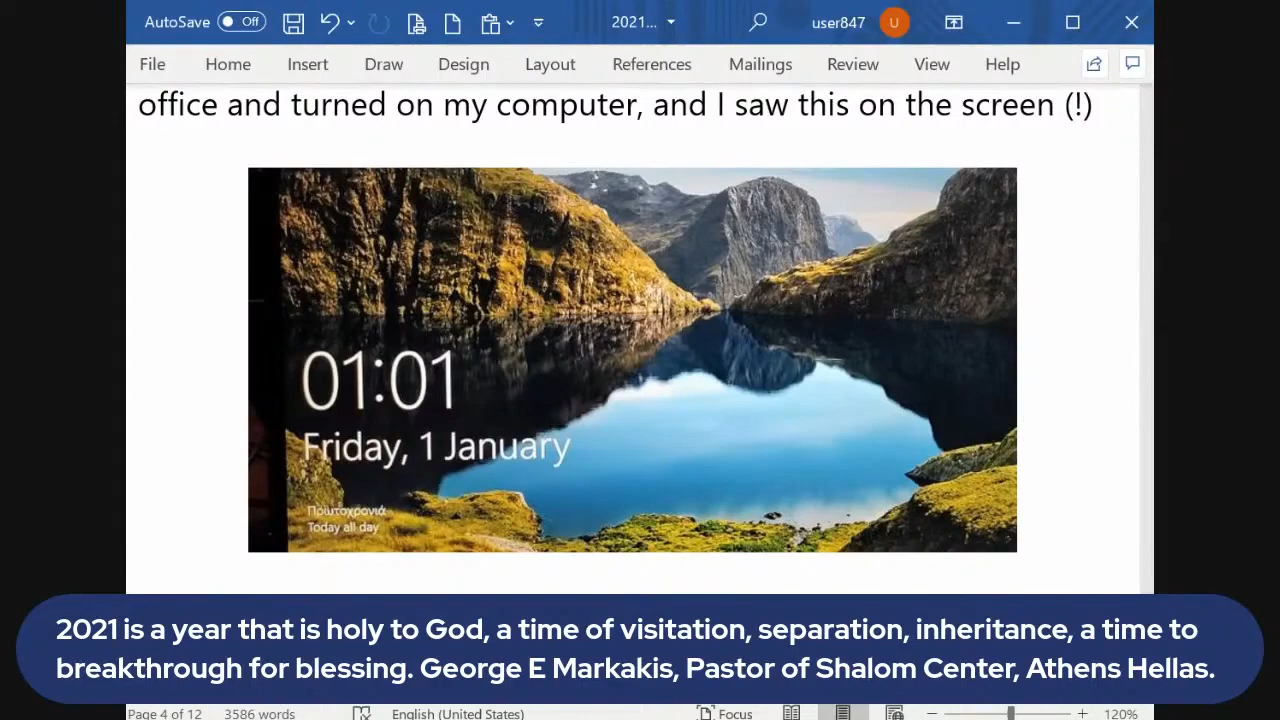 AutoSave Off 2021... user847 U
File Home Insert Draw Design Layout References Mailings Review View Help
office and turned on my computer, and I saw this on the screen (!)
01:01
Friday, 1 January
Πρωτοχρονιά
Today all day
2021 is a year that is holy to God, a time of visitation, separation, inheritance, a time to
breakthrough for blessing. George E Markakis, Pastor of Shalom Center, Athens Hellas.
Page 4 of 12 3586 words English (United States) Focus 120%